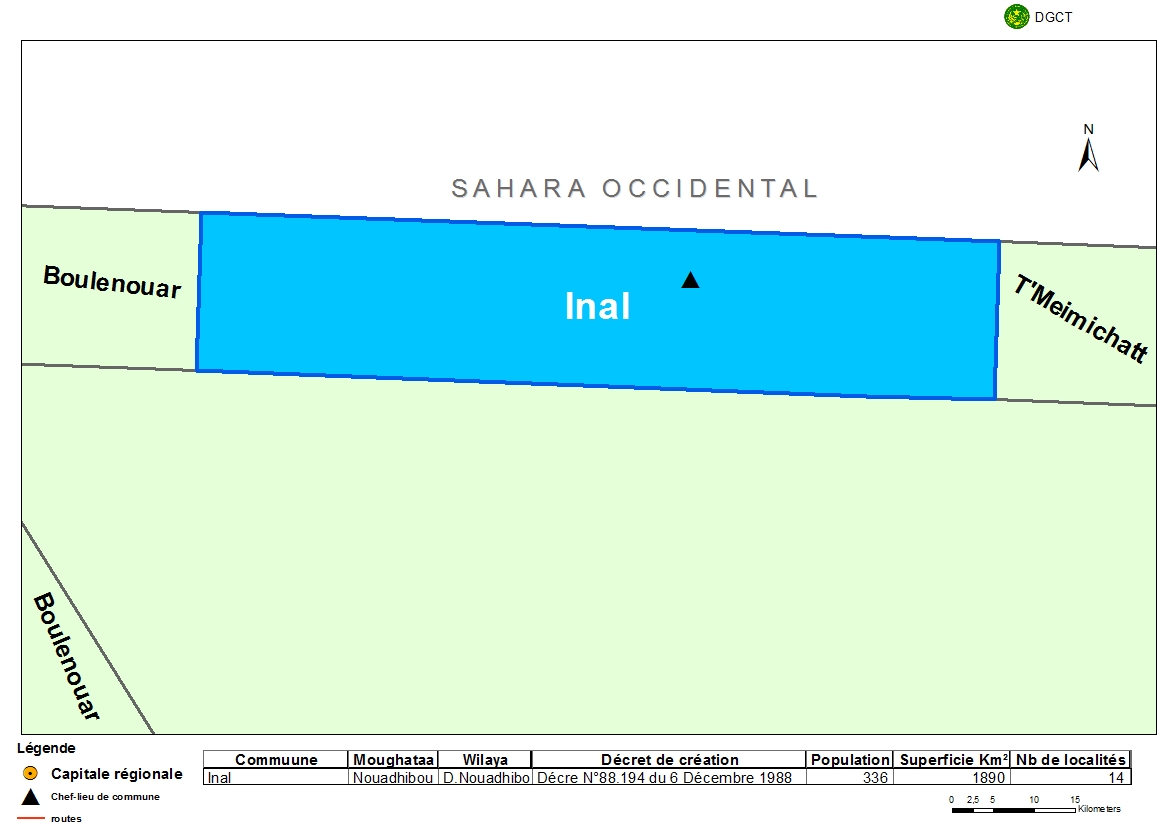 DGCT
N
SAHARA OCCIDENTAL
Boulenouar
T'Meimichatt
Inal
Boulenouar
Légende
Capitale régionale
Chef-lieu de commune
routes
Commuune Moughataa Wilaya Décret de création Population Superficie Km² Nb de localités
Inal Nouadhibou D.Nouadhibo Décre N°88.194 du 6 Décembre 1988 336 1890 14
0 2,5 5 10 15
Kilometers